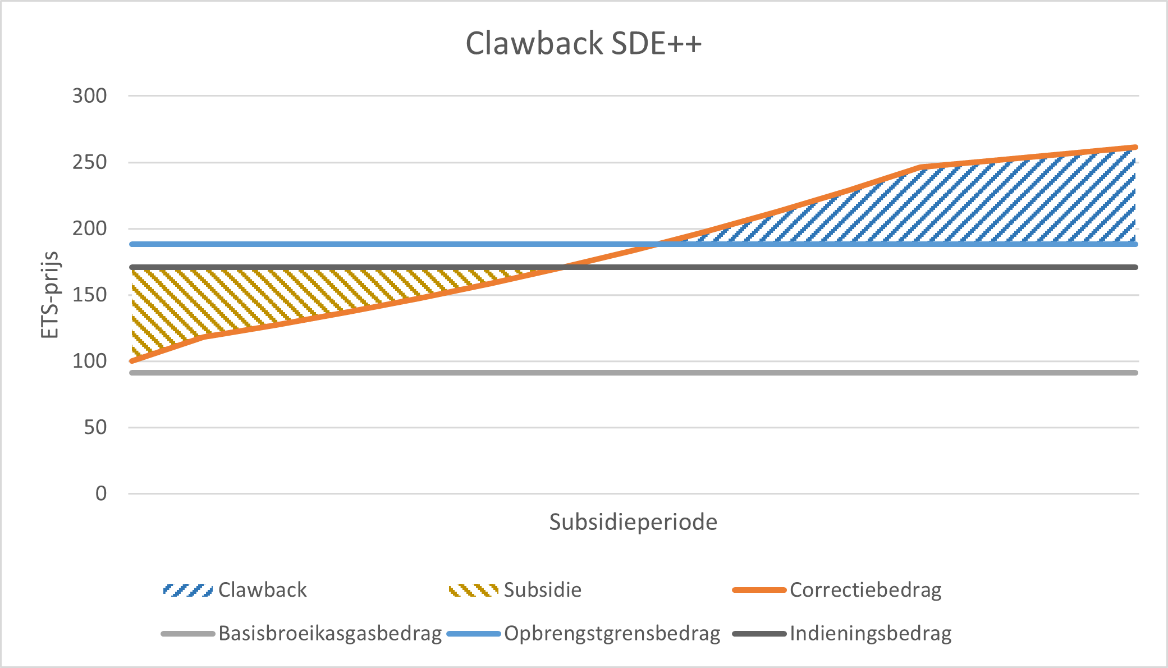 Clawback SDE++
300
250
200
150
100
50
0
ETS-prijs
Subsidieperiode
Clawback
Subsidie
Correctiebedrag
Basisbroeikasgasbedrag
Opbrengstgrensbedrag
Indieningsbedrag